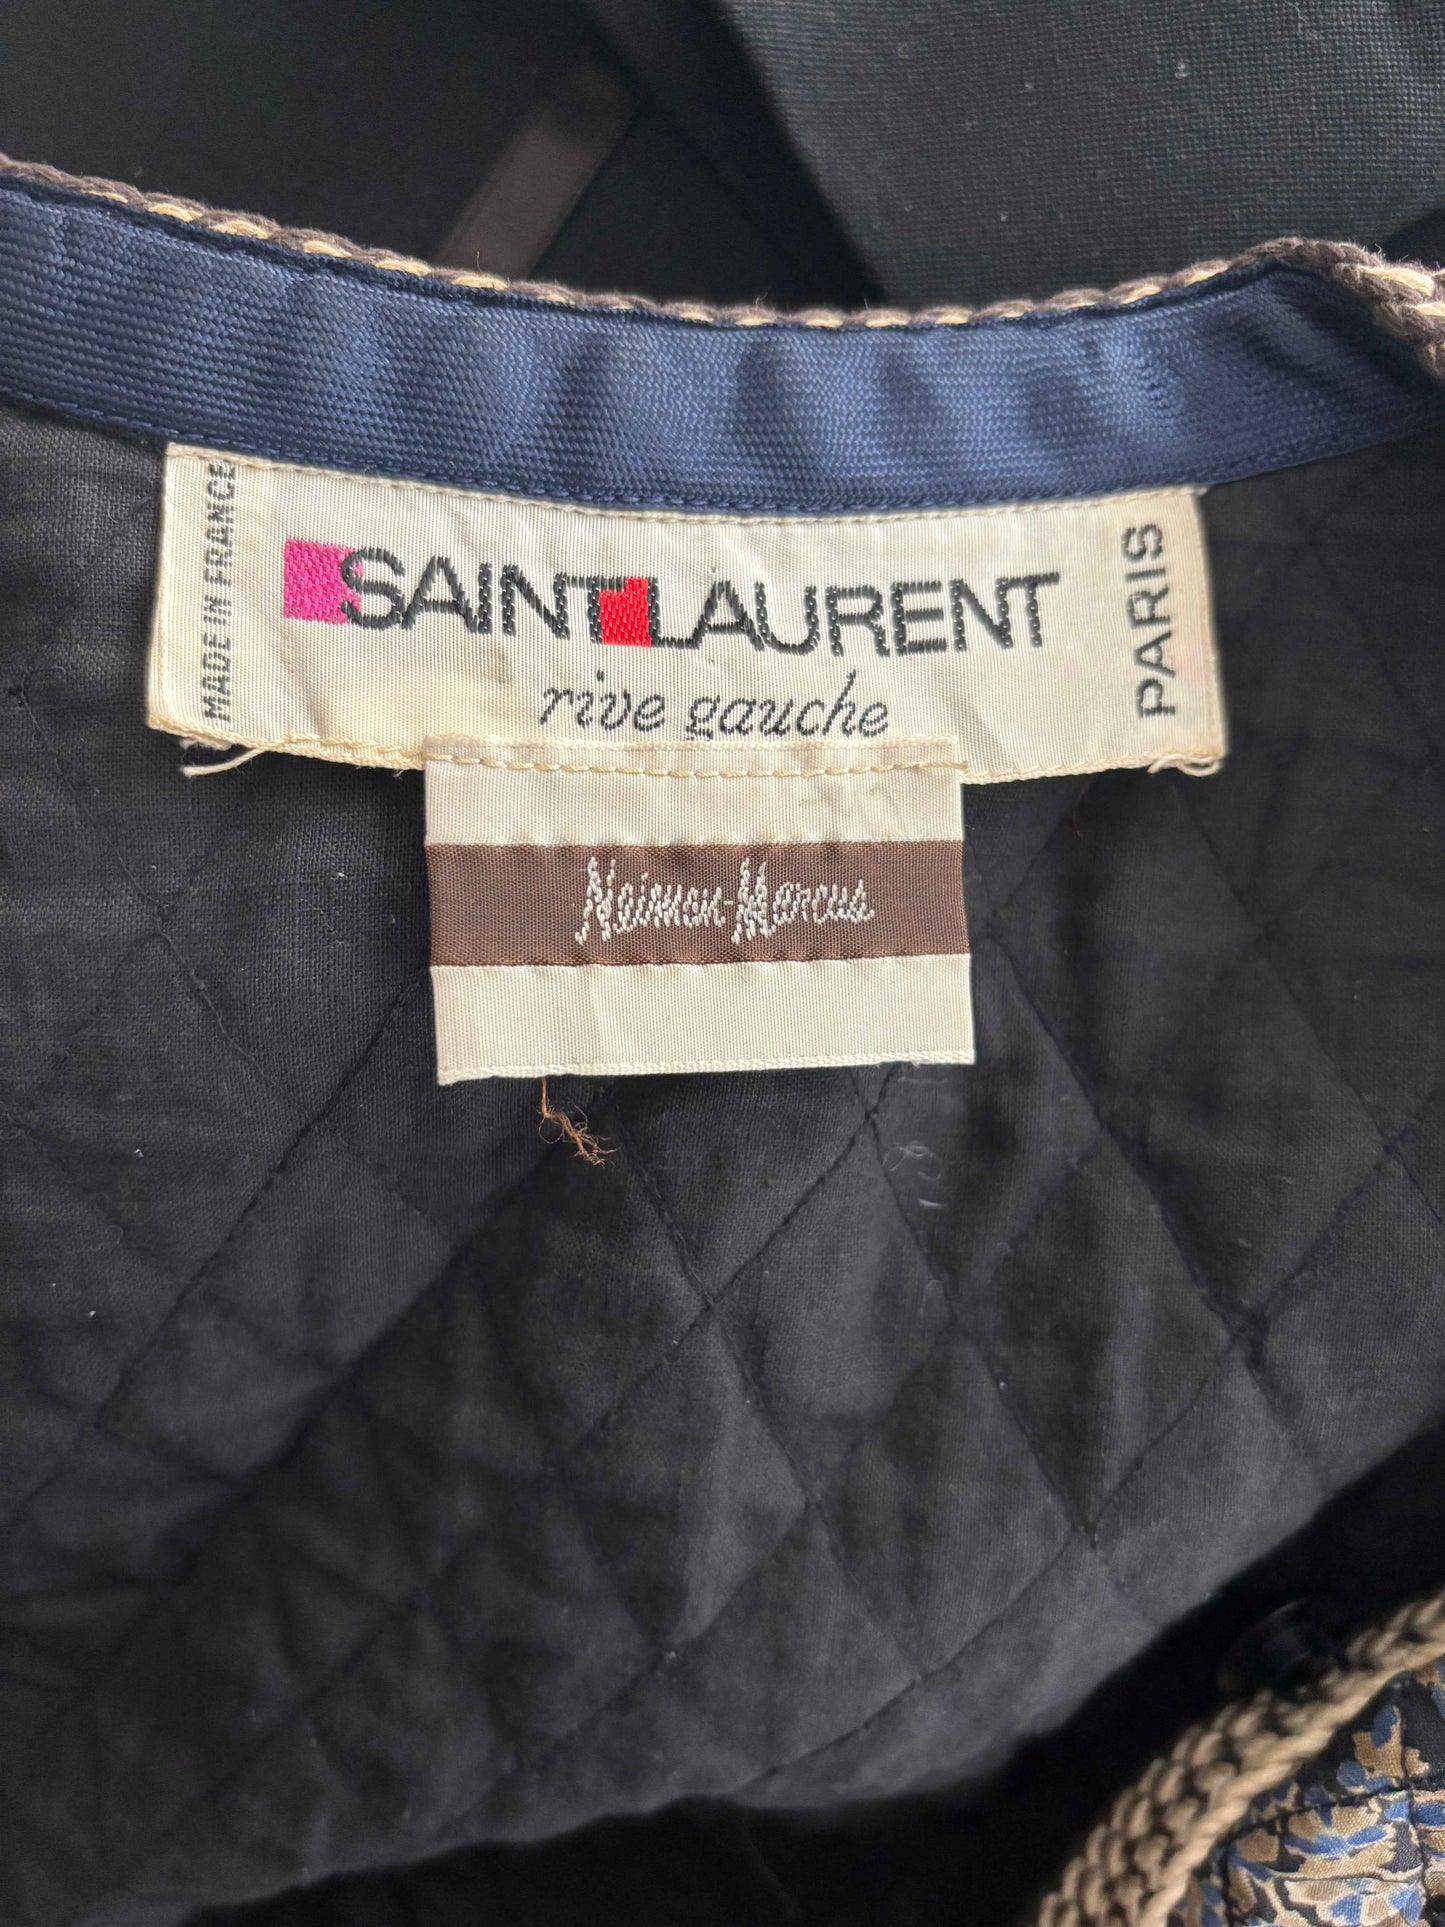 MADE IN FRANCE
SAINT LAURENT
rive gauche
PARIS
Neiman-Marcus